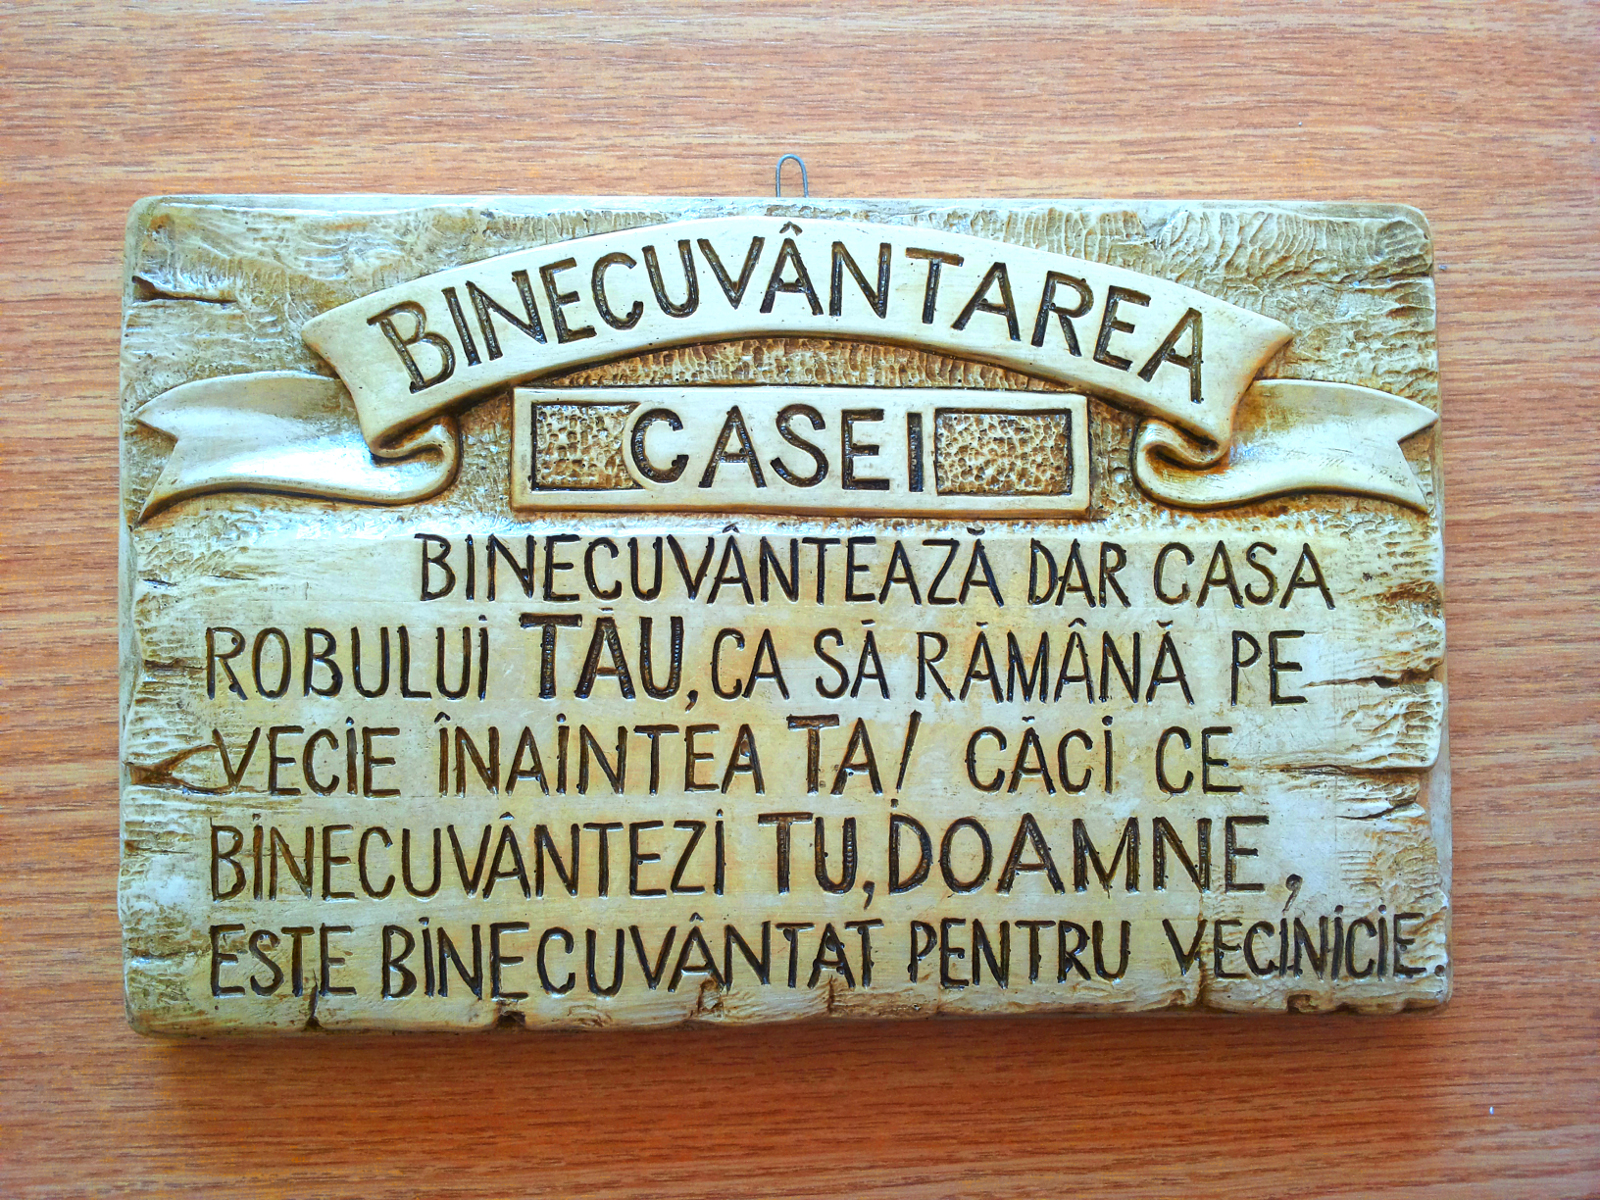 BINECUVÂNTAREA
CASEI
BINECUVÂNTEAZĂ DAR CASA
ROBULUI TĂU, CA SĂ RĂMÂNĂ PE
VECIE ÎNAINTEA TA! CĂCI CE
BINECUVÂNTEZI TU, DOAMNE,
ESTE BINECUVÂNTAT PENTRU VECINICIE.